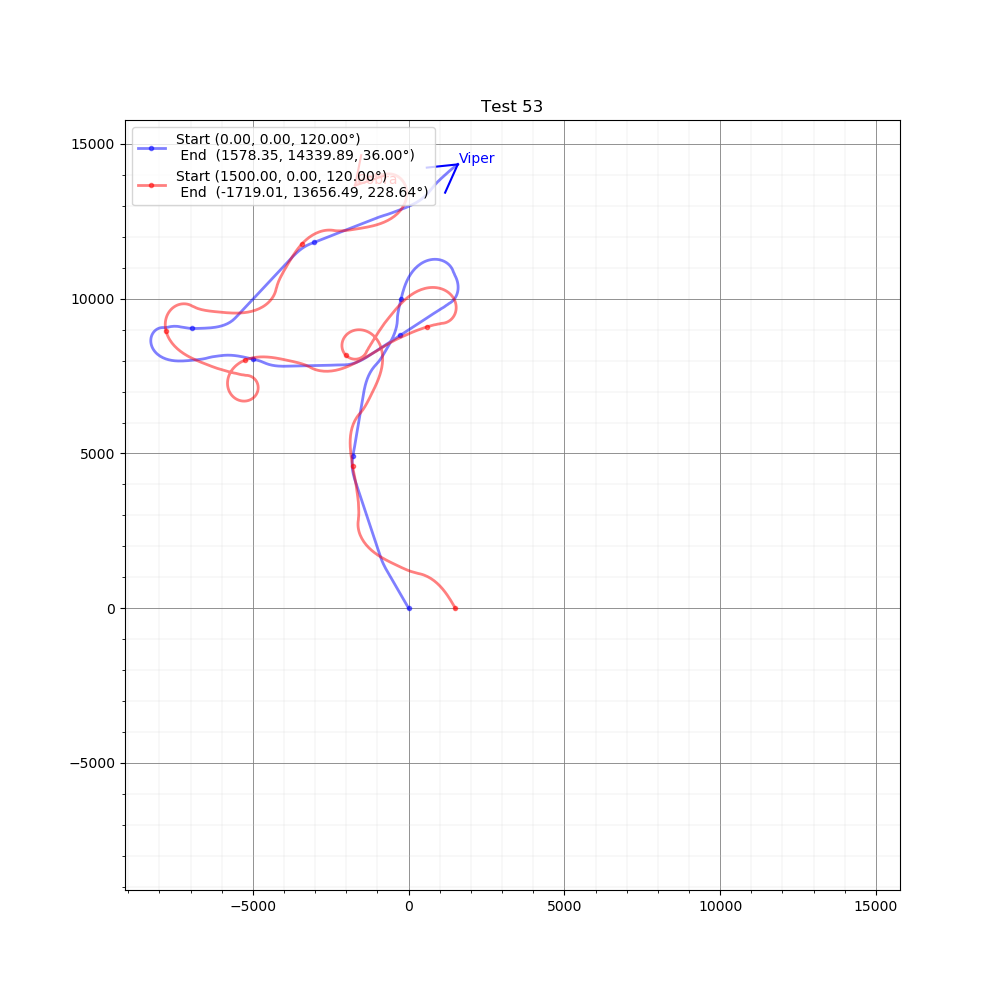 Test 53
Start (0.00, 0.00, 120.00°)
End (1578.35, 14339.89, 36.00°)
Start (1500.00, 0.00, 120.00°)
End (-1719.01, 13656.49, 228.64°)
Viper
15000
10000
5000
0
−5000
−5000
0
5000
10000
15000